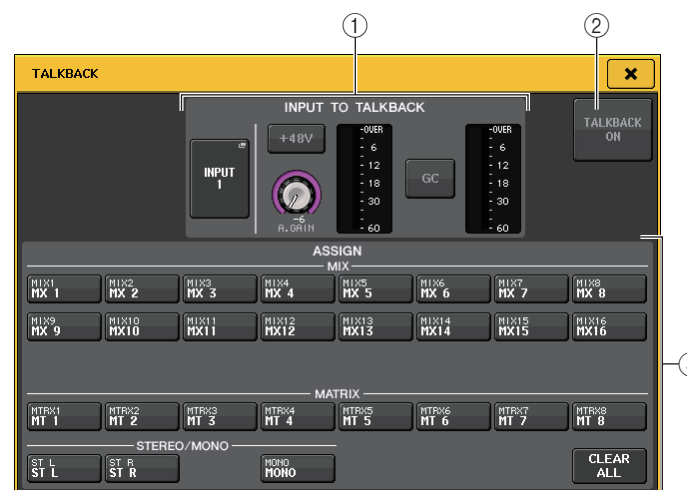 ① ②
TALKBACK ×
INPUT TO TALKBACK
TALKBACK
ON
+48V
INPUT
1
-OVER
6
12
18
30
60
GC
-OVER
6
12
18
30
60
-6
A.GAIN
ASSIGN
MIX
MIX1 MIX2 MIX3 MIX4 MIX5 MIX6 MIX7 MIX8
MX 1 MX 2 MX 3 MX 4 MX 5 MX 6 MX 7 MX 8
MIX9 MIX10 MIX11 MIX12 MIX13 MIX14 MIX15 MIX16
MX 9 MX10 MX11 MX12 MX13 MX14 MX15 MX16
MATRIX
MTRX1 MTRX2 MTRX3 MTRX4 MTRX5 MTRX6 MTRX7 MTRX8
MT 1 MT 2 MT 3 MT 4 MT 5 MT 6 MT 7 MT 8
STEREO/MONO
ST L ST R MONO
ST L ST R MONO
CLEAR
ALL